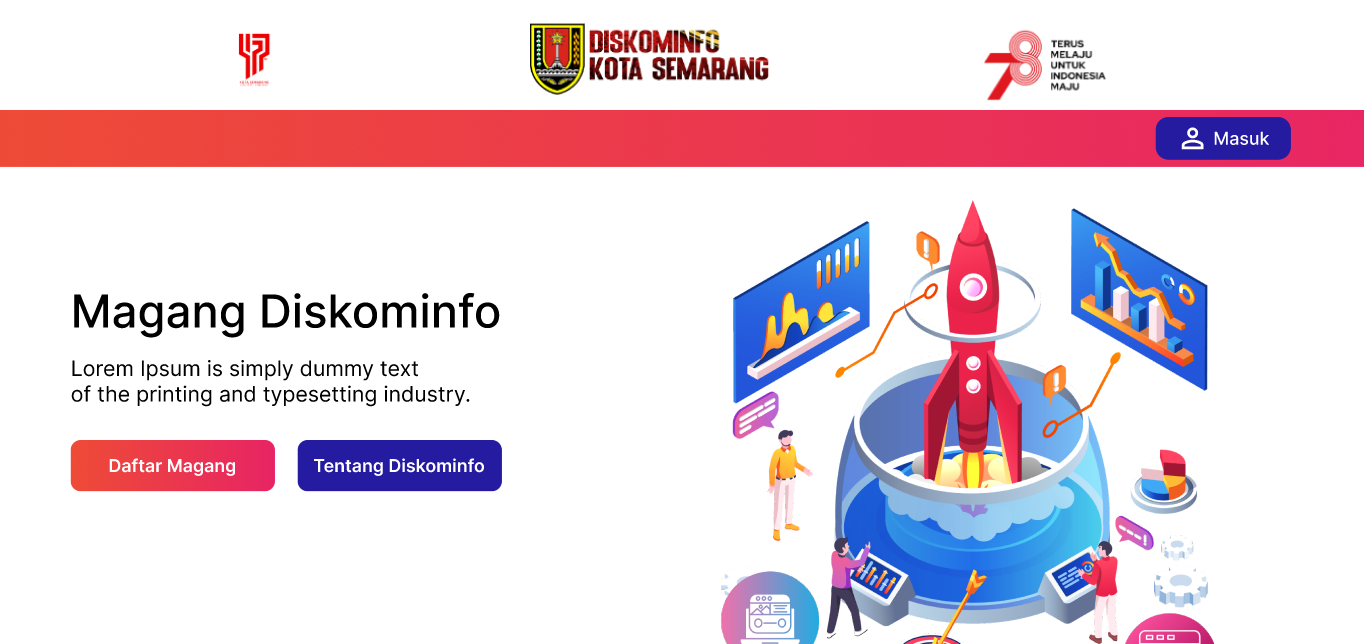 DISKOMINFO
KOTA SEMARANG
78
TERUS
MELAJU
UNTUK
INDONESIA
MAJU
Masuk
Magang Diskominfo
Lorem Ipsum is simply dummy text
of the printing and typesetting industry.
Daftar Magang
Tentang Diskominfo